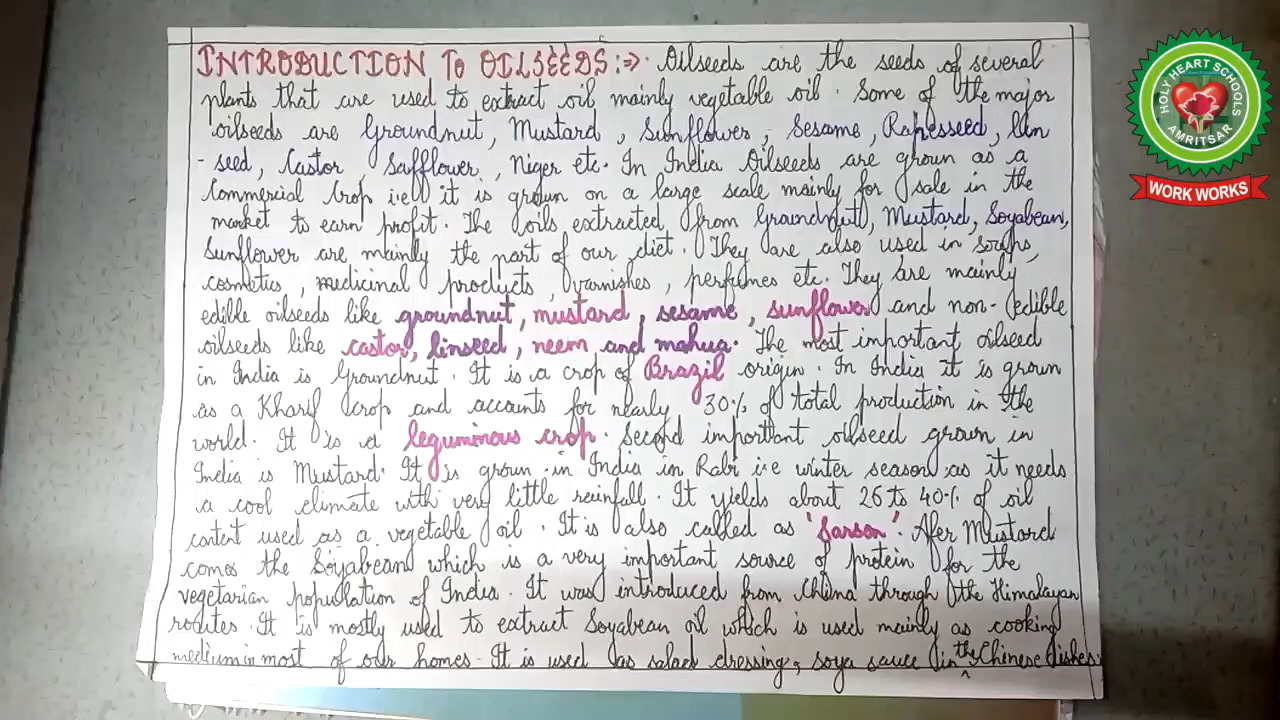 INTRODUCTION TO OILSEEDS :⇒ Oilseeds are the seeds of several
plants that are used to extract oil mainly vegetable oil. Some of the major
oilseeds are Groundnut, Mustard, Sunflower, Sesame, Rapesseed, Lin
- seed, Castor Safflower, Niger etc. In India Oilseeds are grown as a
Commercial Crop i.e it is grown on a large scale mainly for sale in the
market to earn profit. The oils extracted from Groundnut, Mustard, Soyabean,
Sunflower are mainly the part of our diet. They are also used in soaps,
cosmetics, medicinal products, varnishes, perfumes etc. They are mainly
edible oilseeds like groundnut, mustard, sesame, sunflower and non-edible
oilseeds like castor, linseed, neem and mahua. The most important oilseed
in India is Groundnut. It is a crop of Brazil origin. In India it is grown
as a Kharif crop and accounts for nearly 30% of total production in the
world. It is a leguminous crop. Second important oilseed grown in
India is Mustard. It is grown in India in Rabi i.e winter season as it needs
a cool climate with very little rainfall. It yields about 26 to 40% of oil
content used as a vegetable oil. It is also called as 'Sarson'. Afer Mustard
comes the Soyabean which is a very important source of protein for the
vegetarian population of India. It was introduced from China through the Himalayan
routes. It is mostly used to extract Soyabean oil which is used mainly as cooking
medium in most of our homes. It is used as salad dressing, soya sauce in the Chinese dishes.
HOLY HEART SCHOOLS
AMRITSAR
WORK WORKS